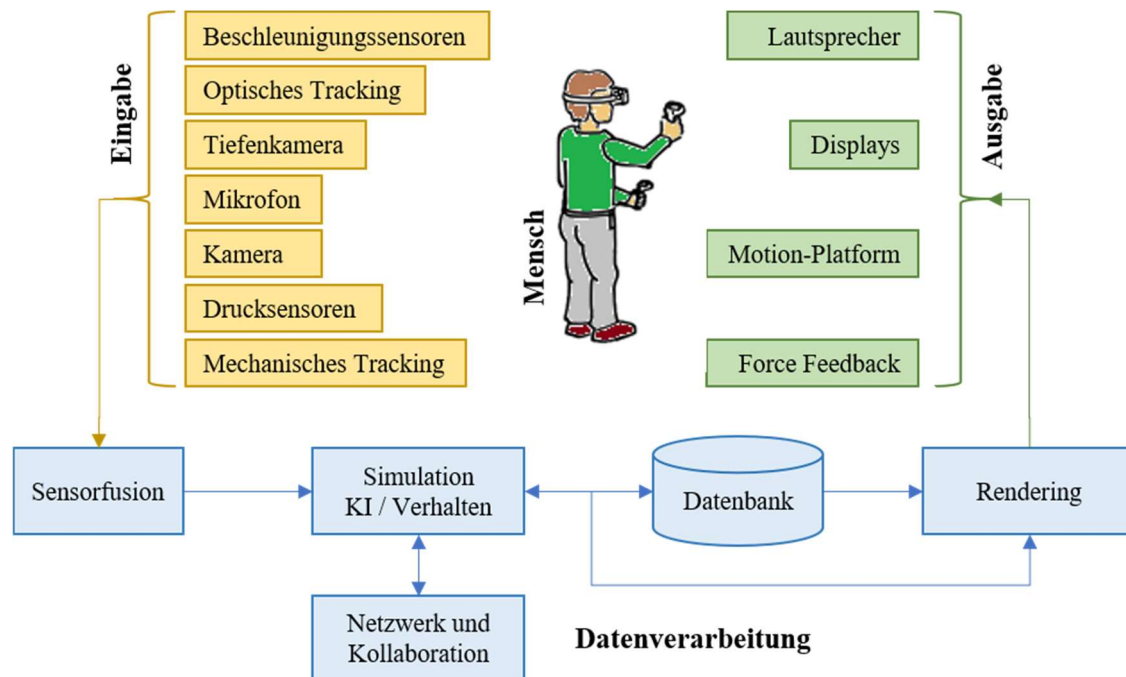 Eingabe
Beschleunigungssensoren
Optisches Tracking
Tiefenkamera
Mikrofon
Kamera
Drucksensoren
Mechanisches Tracking
Mensch
Lautsprecher
Displays
Motion-Platform
Force Feedback
Ausgabe
Sensorfusion
Simulation
KI / Verhalten
Datenbank
Rendering
Netzwerk und
Kollaboration
Datenverarbeitung